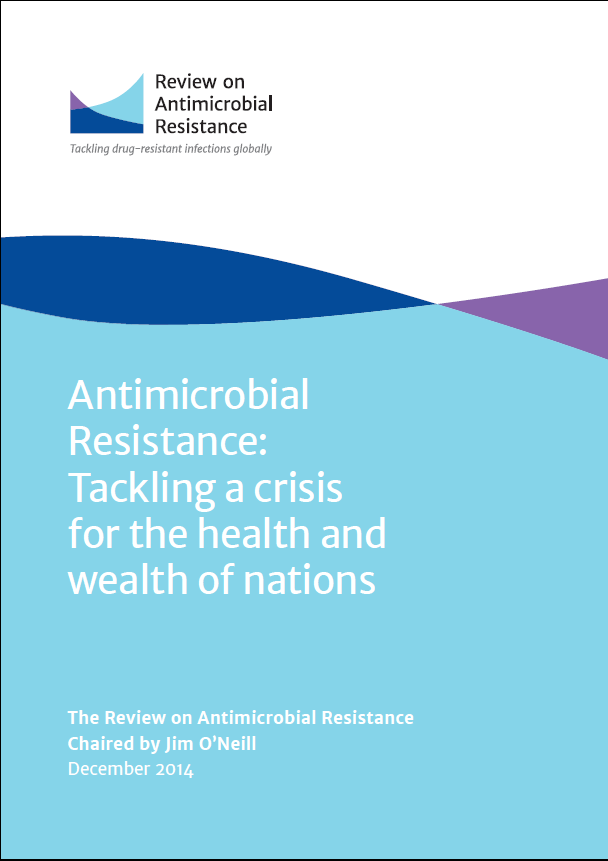 Review on
Antimicrobial
Resistance
Tackling drug-resistant infections globally
Antimicrobial
Resistance:
Tackling a crisis
for the health and
wealth of nations
The Review on Antimicrobial Resistance
Chaired by Jim O’Neill
December 2014